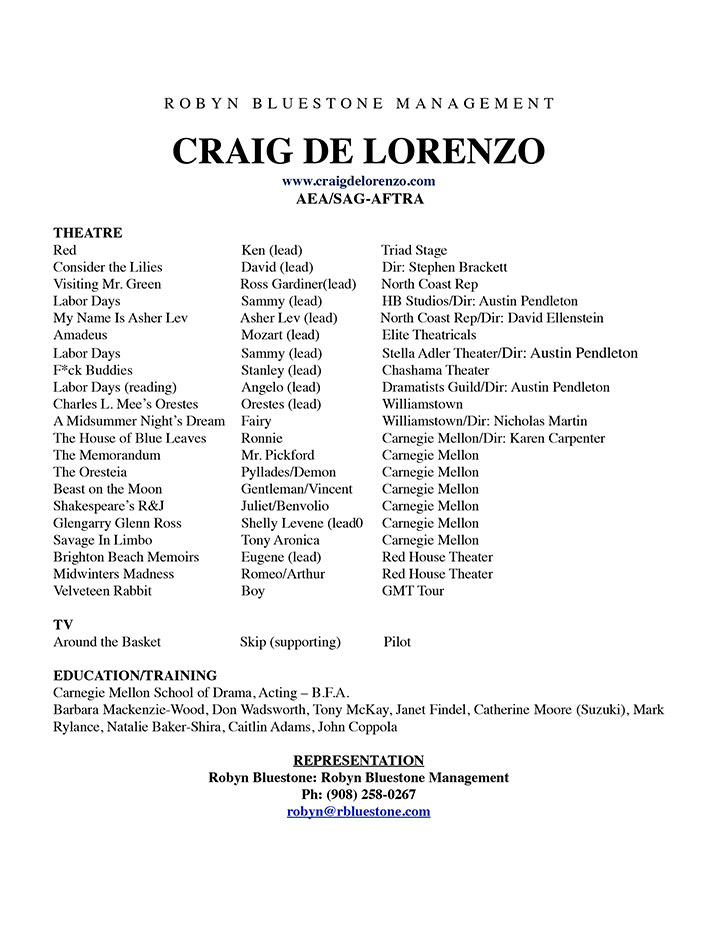 ROBYN BLUESTONE MANAGEMENT
CRAIG DE LORENZO
www.craigdelorenzo.com
AEA/SAG-AFTRA
THEATRE
Red Ken (lead) Triad Stage
Consider the Lilies David (lead) Dir: Stephen Brackett
Visiting Mr. Green Ross Gardiner(lead) North Coast Rep
Labor Days Sammy (lead) HB Studios/Dir: Austin Pendleton
My Name Is Asher Lev Asher Lev (lead) North Coast Rep/Dir: David Ellenstein
Amadeus Mozart (lead) Elite Theatricals
Labor Days Sammy (lead) Stella Adler Theater/Dir: Austin Pendleton
F*ck Buddies Stanley (lead) Chashama Theater
Labor Days (reading) Angelo (lead) Dramatists Guild/Dir: Austin Pendleton
Charles L. Mee's Orestes Orestes (lead) Williamstown
A Midsummer Night's Dream Fairy Williamstown/Dir: Nicholas Martin
The House of Blue Leaves Ronnie Carnegie Mellon/Dir: Karen Carpenter
The Memorandum Mr. Pickford Carnegie Mellon
The Oresteia Pyllades/Demon Carnegie Mellon
Beast on the Moon Gentleman/Vincent Carnegie Mellon
Shakespeare's R&J Juliet/Benvolio Carnegie Mellon
Glengarry Glenn Ross Shelly Levene (lead0 Carnegie Mellon
Savage In Limbo Tony Aronica Carnegie Mellon
Brighton Beach Memoirs Eugene (lead) Red House Theater
Midwinters Madness Romeo/Arthur Red House Theater
Velveteen Rabbit Boy GMT Tour
TV
Around the Basket Skip (supporting) Pilot
EDUCATION/TRAINING
Carnegie Mellon School of Drama, Acting – B.F.A.
Barbara Mackenzie-Wood, Don Wadsworth, Tony McKay, Janet Findel, Catherine Moore (Suzuki), Mark
Rylance, Natalie Baker-Shira, Caitlin Adams, John Coppola
REPRESENTATION
Robyn Bluestone: Robyn Bluestone Management
Ph: (908) 258-0267
robyn@rbluestone.com